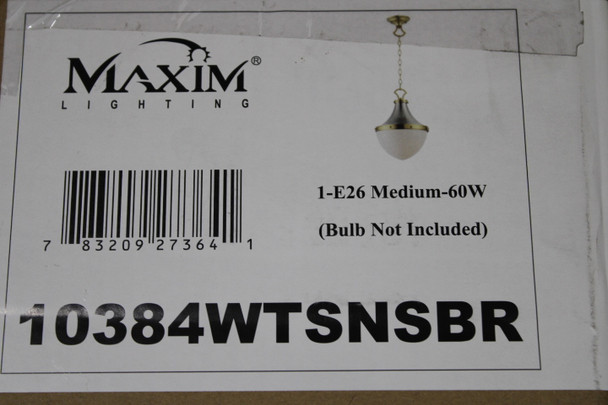 MAXIM®
LIGHTING
1-E26 Medium-60W
(Bulb Not Included)
7 83209 27364 1
10384WTSNSBR